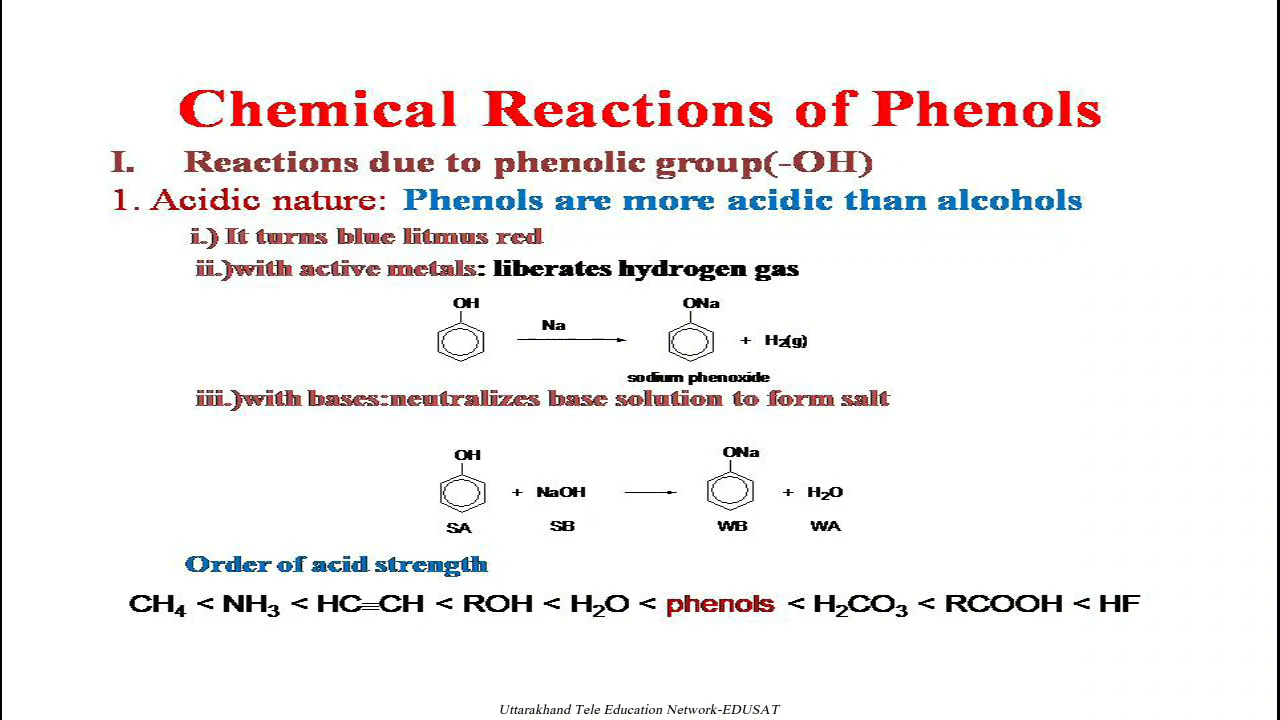 Chemical Reactions of Phenols
I. Reactions due to phenolic group(-OH)
1. Acidic nature: Phenols are more acidic than alcohols
i.) It turns blue litmus red
ii.)with active metals: liberates hydrogen gas
OH ONa
Na + H₂(g)
sodium phenoxide
iii.)with bases:neutralizes base solution to form salt
OH ONa
+ NaOH + H₂O
SA SB WB WA
Order of acid strength
CH₄ < NH₃ < HC≡CH < ROH < H₂O < phenols < H₂CO₃ < RCOOH < HF
Uttarakhand Tele Education Network-EDUSAT